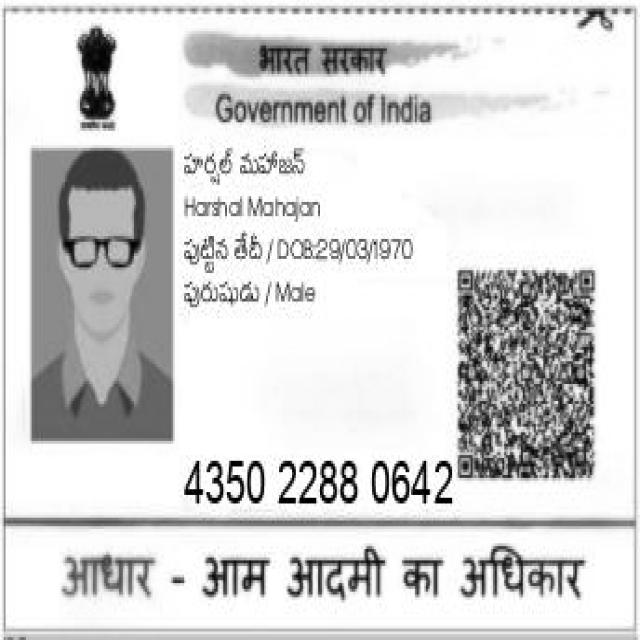 भारत सरकार
Government of India
హర్షల్ మహాజన్
Harshal Mahajan
పుట్టిన తేదీ / DOB:29/03/1970
పురుషుడు / Male
4350 2288 0642
आधार - आम आदमी का अधिकार